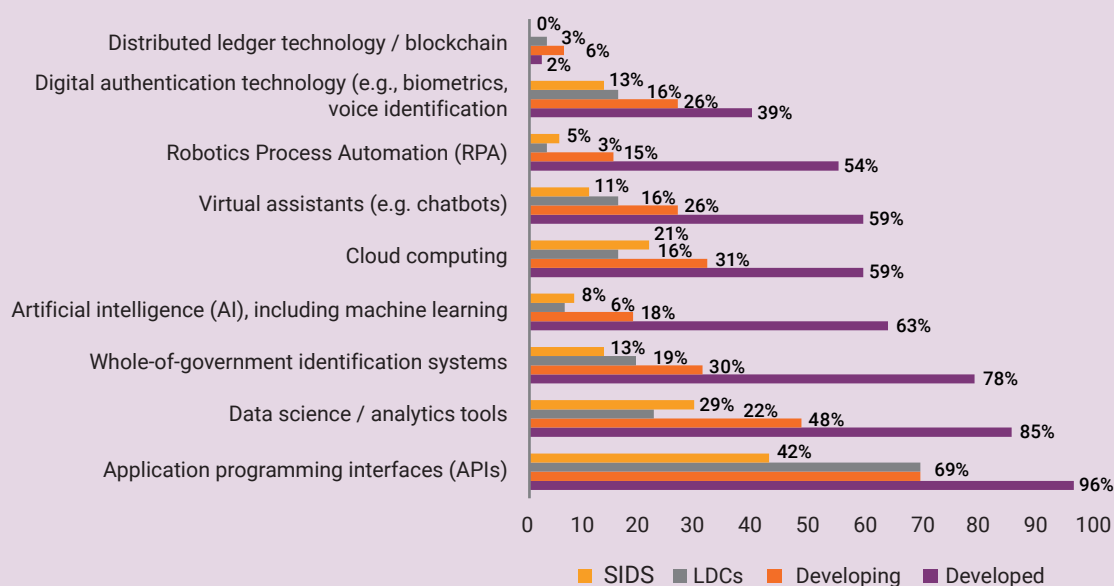 Distributed ledger technology / blockchain
0%
3%
6%
2%
Digital authentication technology (e.g., biometrics,
voice identification
13%
16%
26%
39%
Robotics Process Automation (RPA)
5%
3%
15%
54%
Virtual assistants (e.g. chatbots)
11%
16%
26%
59%
Cloud computing
21%
16%
31%
59%
Artificial intelligence (AI), including machine learning
8%
6%
18%
63%
Whole-of-government identification systems
13%
19%
30%
78%
Data science / analytics tools
29%
22%
48%
85%
Application programming interfaces (APIs)
42%
69%
96%
0 10 20 30 40 50 60 70 80 90 100
SIDS LDCs Developing Developed